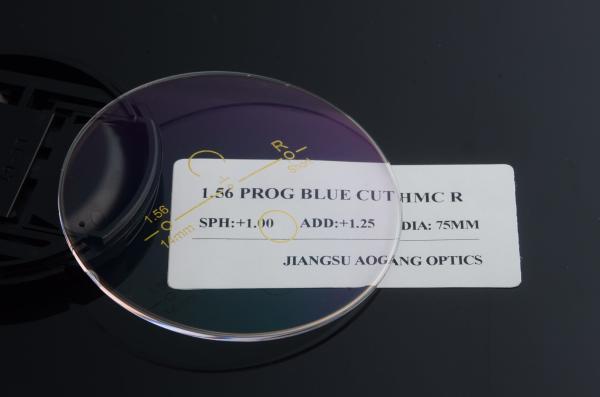 R
1.56
14mm
1.56 PROG BLUE CUT HMC R
SPH:+1.00 ADD:+1.25 DIA: 75MM
JIANGSU AOGANG OPTICS